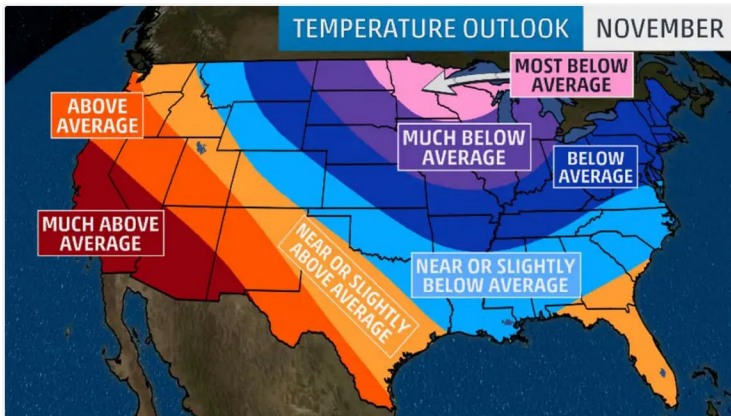 TEMPERATURE OUTLOOK NOVEMBER
MOST BELOW
AVERAGE
ABOVE
AVERAGE
MUCH BELOW
AVERAGE
BELOW
AVERAGE
MUCH ABOVE
AVERAGE
NEAR OR SLIGHTLY
ABOVE AVERAGE
NEAR OR SLIGHTLY
BELOW AVERAGE